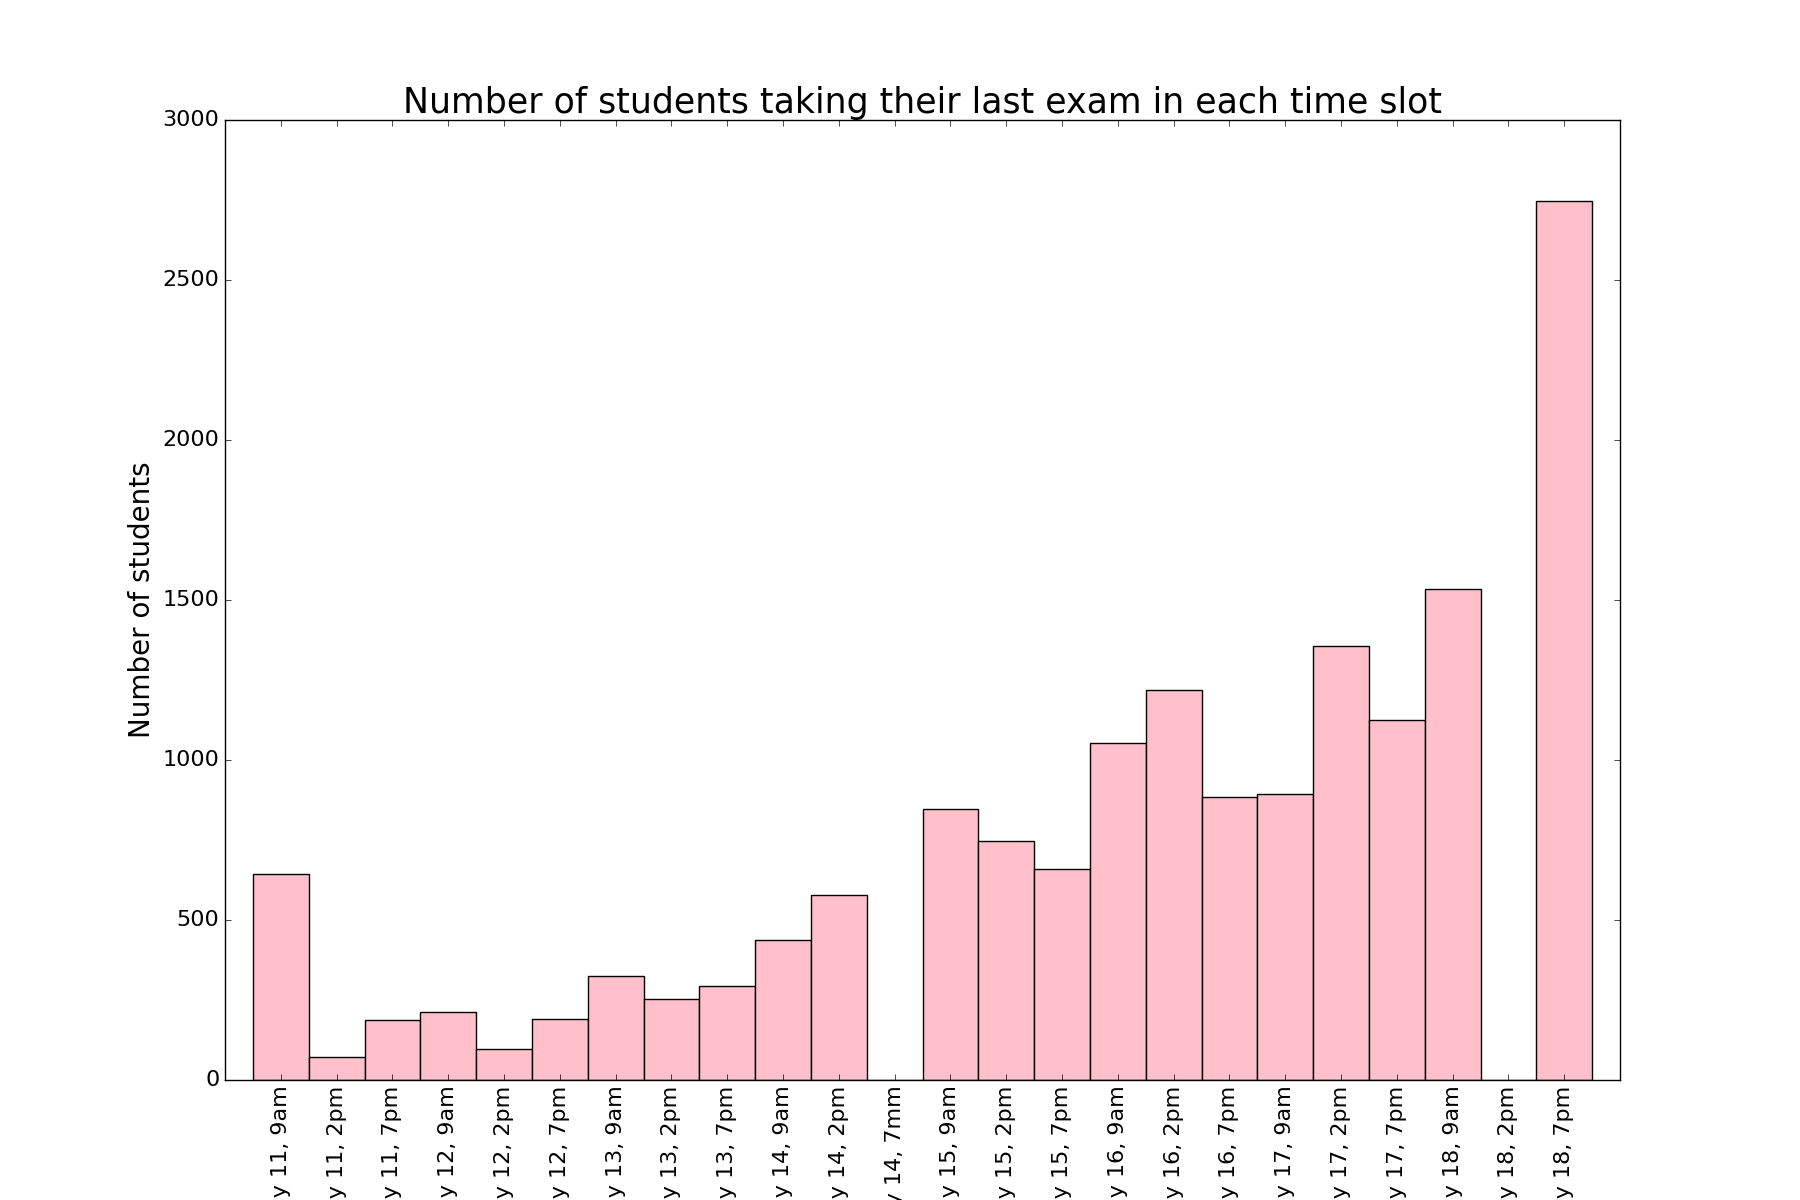 Number of students taking their last exam in each time slot
Number of students
3000
2500
2000
1500
1000
500
0
y 11, 9am
y 11, 2pm
y 11, 7pm
y 12, 9am
y 12, 2pm
y 12, 7pm
y 13, 9am
y 13, 2pm
y 13, 7pm
y 14, 9am
y 14, 2pm
y 14, 7mm
y 15, 9am
y 15, 2pm
y 15, 7pm
y 16, 9am
y 16, 2pm
y 16, 7pm
y 17, 9am
y 17, 2pm
y 17, 7pm
y 18, 9am
y 18, 2pm
y 18, 7pm